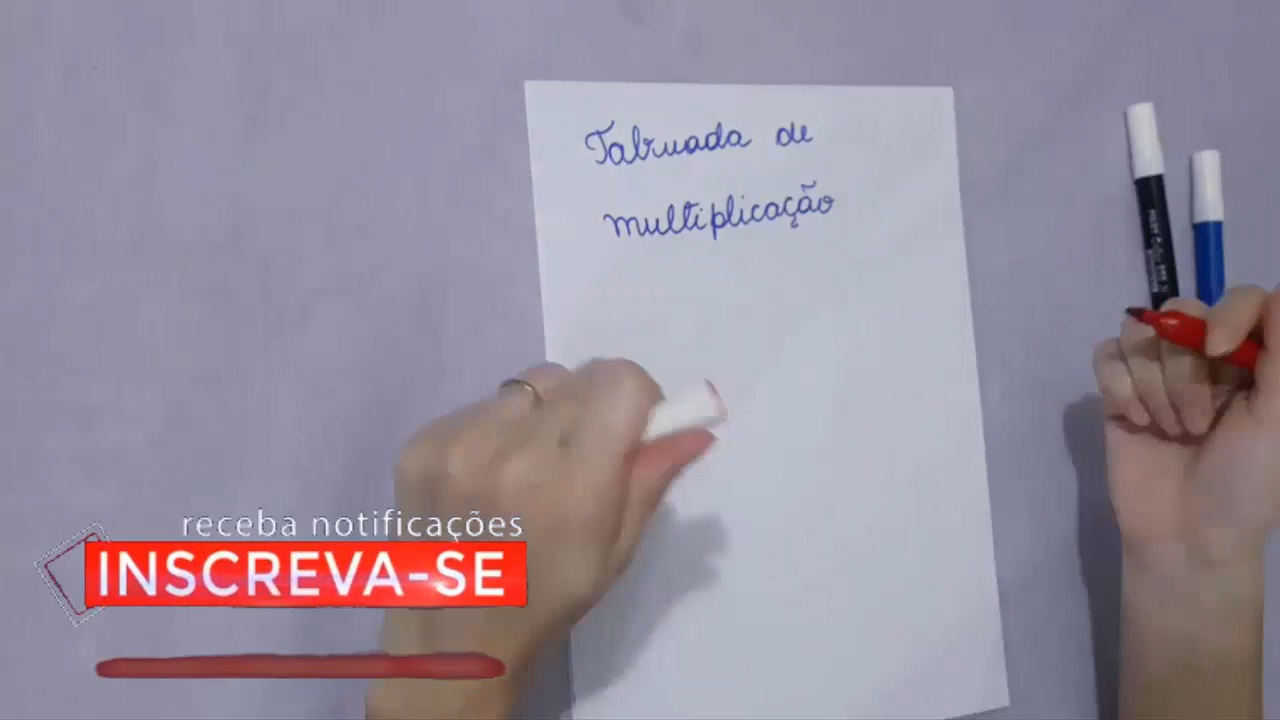 Tabuada de
multiplicação
receba notificações
INSCREVA-SE